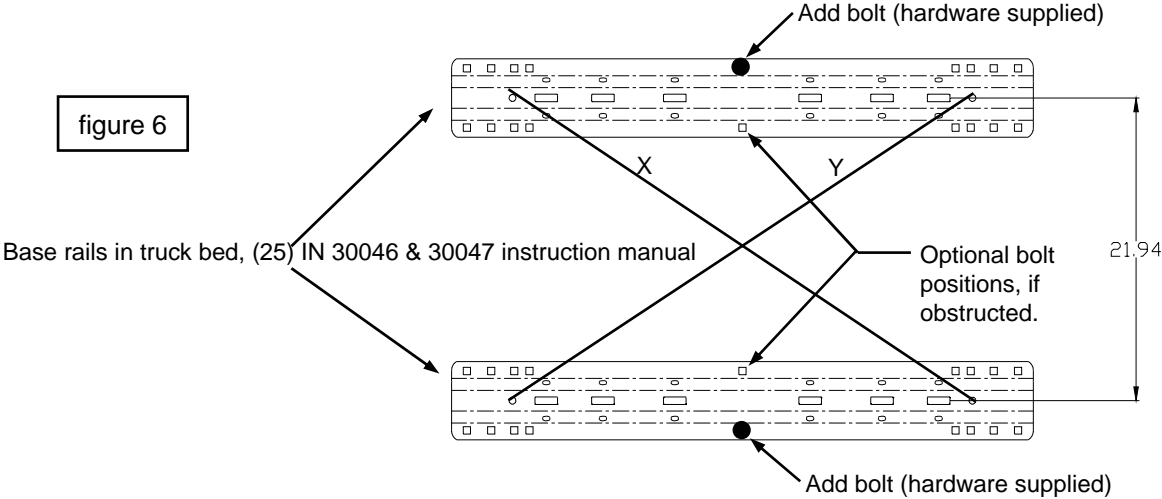 Add bolt (hardware supplied)
figure 6
X
Y
Base rails in truck bed, (25) IN 30046 & 30047 instruction manual
Optional bolt
positions, if
obstructed.
21.94
Add bolt (hardware supplied)